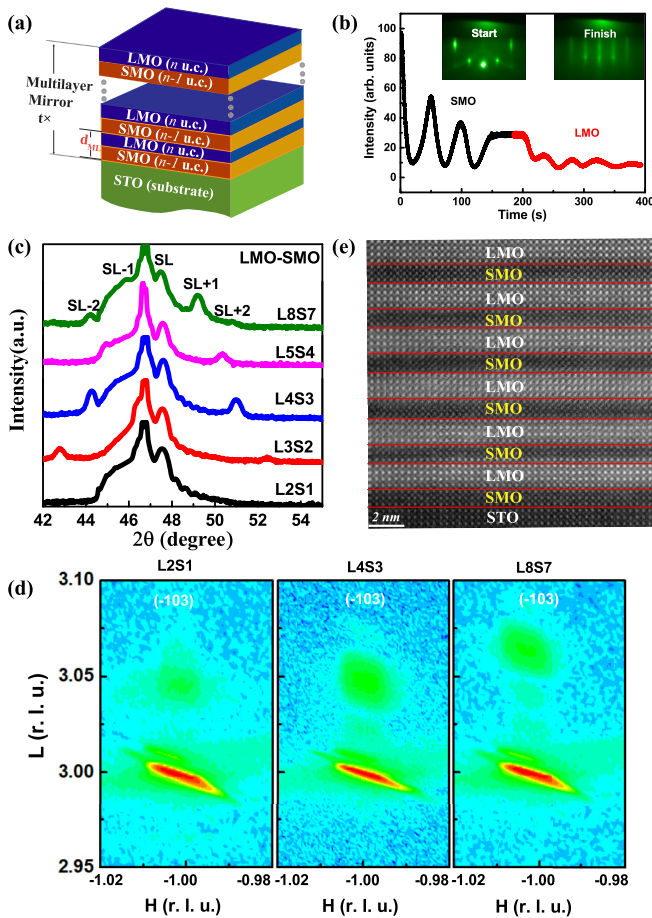 (a)
LMO (n u.c.)
SMO (n-1 u.c.)
Multilayer
Mirror
t×
LMO (n u.c.)
SMO (n-1 u.c.)
d_ML
LMO (n u.c.)
SMO (n-1 u.c.)
STO (substrate)
(b)
Intensity (arb. units)
100
80
60
40
20
0
Start
Finish
SMO
LMO
0 100 200 300 400
Time (s)
(c)
LMO-SMO
SL-2
SL-1
SL
SL+1
SL+2
L8S7
L5S4
L4S3
L3S2
L2S1
Intensity(a.u.)
42 44 46 48 50 52 54
2θ (degree)
(e)
LMO
SMO
LMO
SMO
LMO
SMO
LMO
SMO
LMO
SMO
LMO
SMO
STO
2 nm
(d)
L2S1
L4S3
L8S7
(-103)
(-103)
(-103)
L (r. l. u.)
3.10
3.05
3.00
2.95
-1.02 -1.00 -0.98
-1.02 -1.00 -0.98
-1.02 -1.00 -0.98
H (r. l. u.)
H (r. l. u.)
H (r. l. u.)